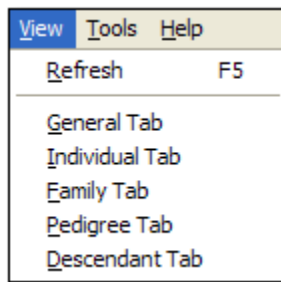 View Tools Help
Refresh F5
General Tab
Individual Tab
Family Tab
Pedigree Tab
Descendant Tab